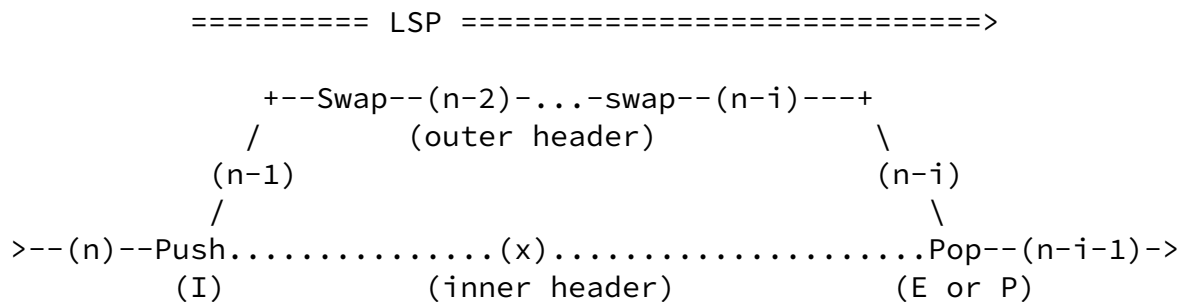 ========== LSP =============================>
+--Swap--(n-2)-...-swap--(n-i)---+
/ (outer header) \
(n-1) (n-i)
/ \
>--(n)--Push...............(x).......................Pop--(n-i-1)->
(I) (inner header) (E or P)